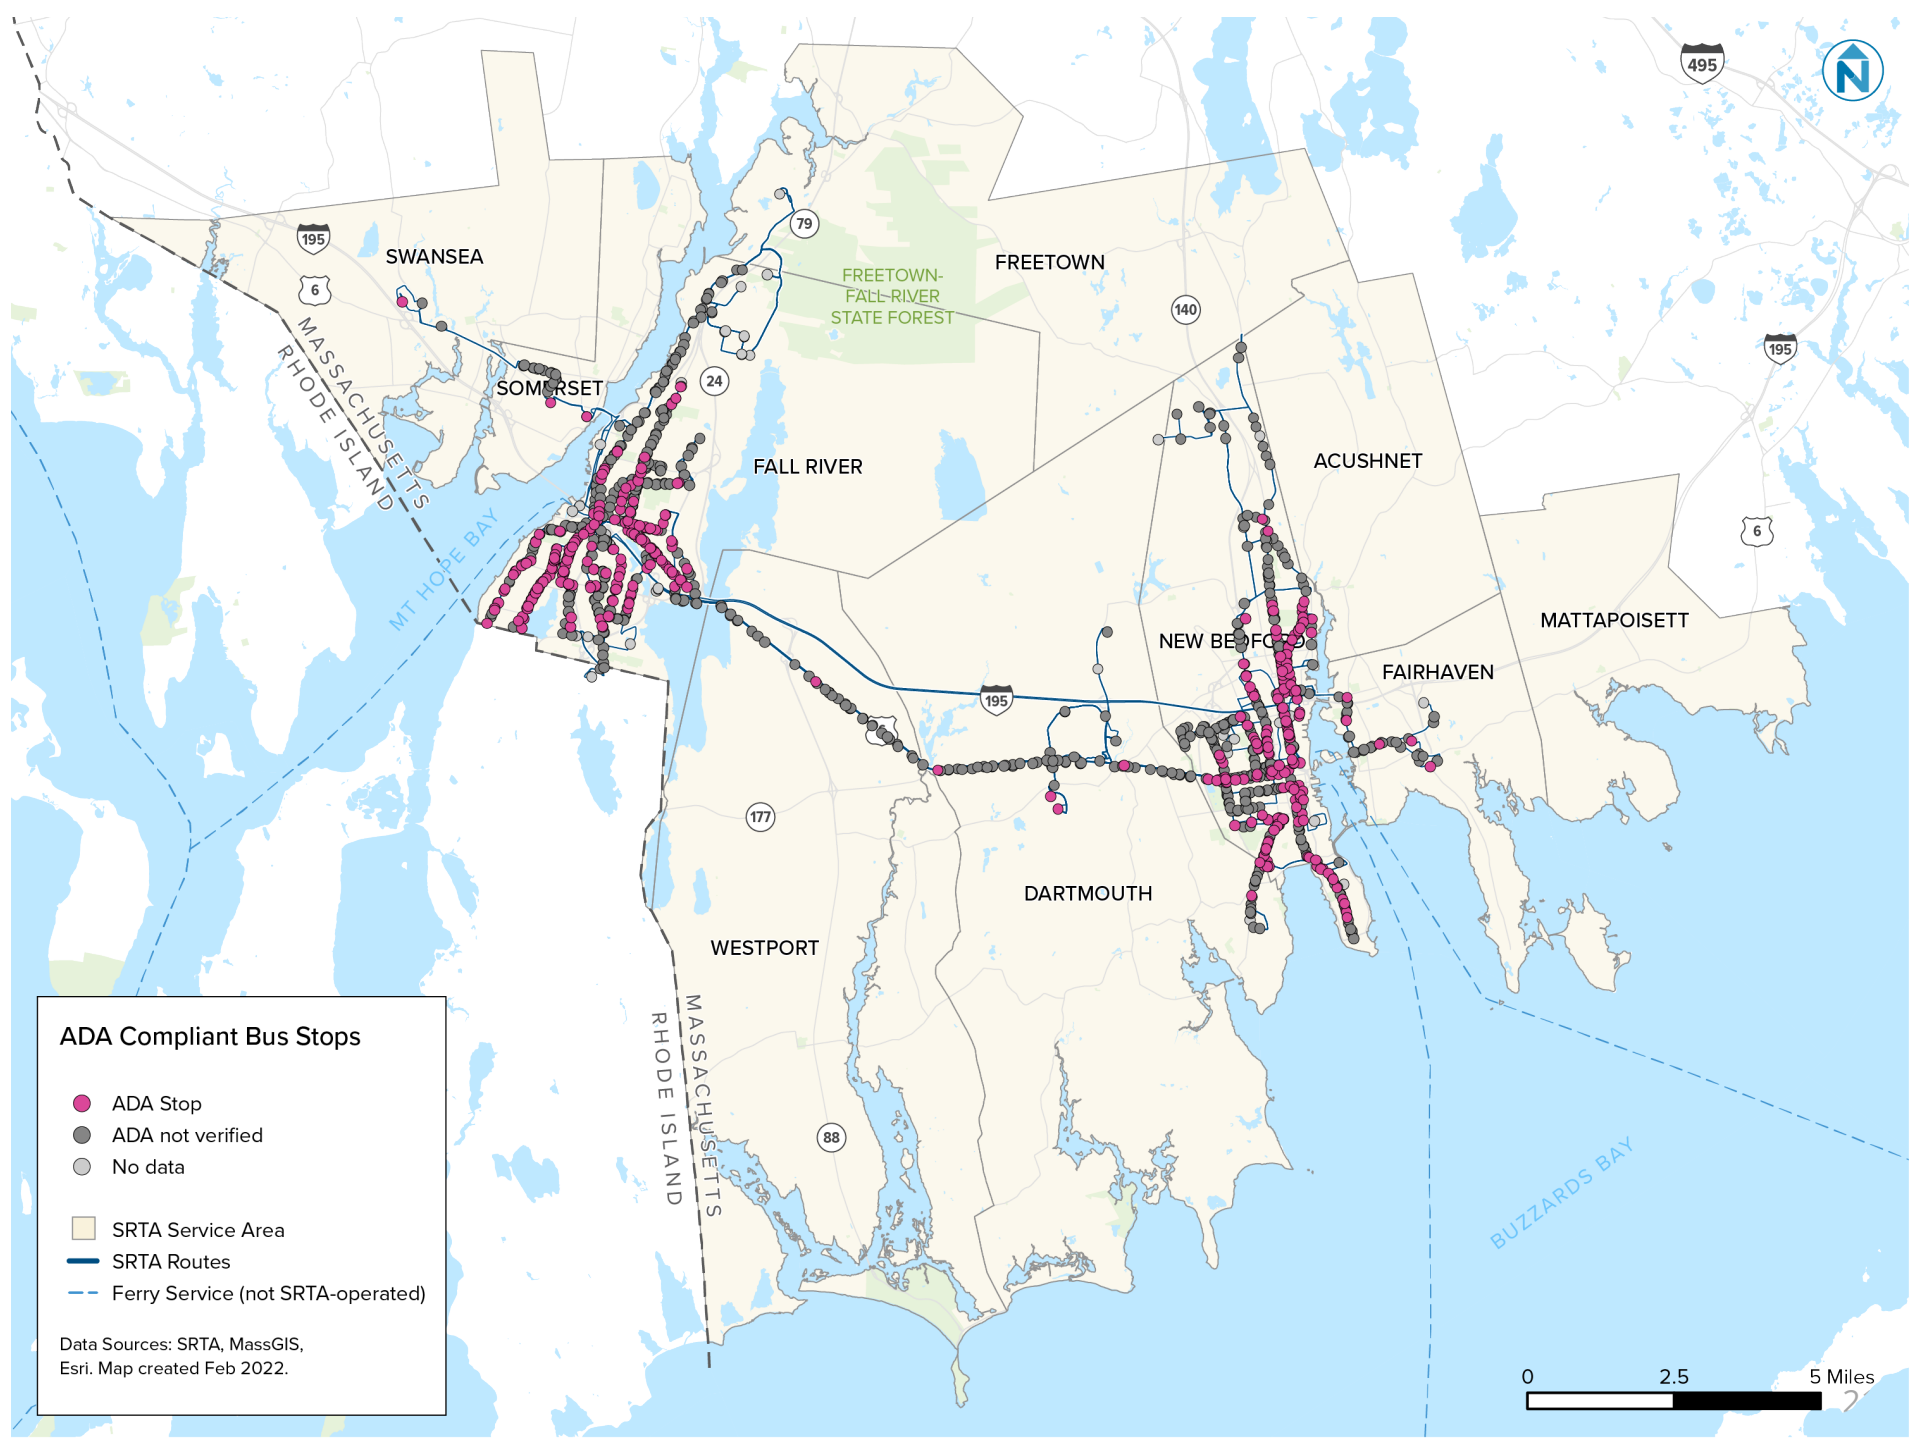 495
N
79
195
SWANSEA
FREETOWN
FREETOWN-
FALL RIVER
STATE FOREST
6
140
MASSACHUSETTS
RHODE ISLAND
195
24
SOMERSET
FALL RIVER
ACUSHNET
6
MT HOPE BAY
MATTAPOISETT
NEW BEDFORD
FAIRHAVEN
195
177
DARTMOUTH
WESTPORT
MASSACHUSETTS
RHODE ISLAND
88
BUZZARDS BAY
ADA Compliant Bus Stops
ADA Stop
ADA not verified
No data
SRTA Service Area
SRTA Routes
Ferry Service (not SRTA-operated)
Data Sources: SRTA, MassGIS,
Esri. Map created Feb 2022.
0 2.5 5 Miles